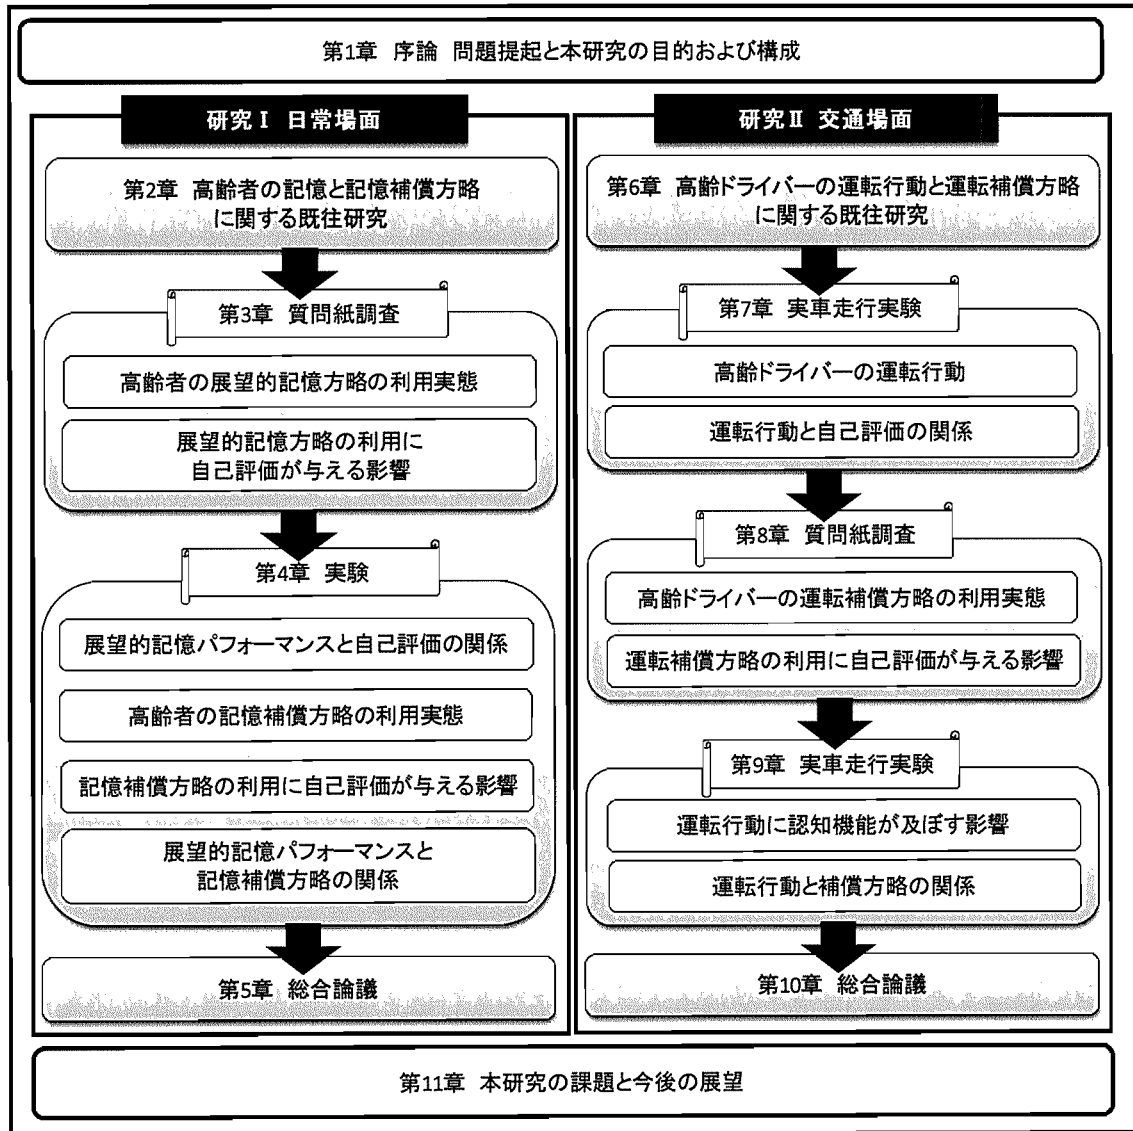 第1章 序論 問題提起と本研究の目的および構成
研究Ⅰ 日常場面
第2章 高齢者の記憶と記憶補償方略
に関する既往研究
第3章 質問紙調査
高齢者の展望的記憶方略の利用実態
展望的記憶方略の利用に
自己評価が与える影響
第4章 実験
展望的記憶パフォーマンスと自己評価の関係
高齢者の記憶補償方略の利用実態
記憶補償方略の利用に自己評価が与える影響
展望的記憶パフォーマンスと
記憶補償方略の関係
第5章 総合論議
研究Ⅱ 交通場面
第6章 高齢ドライバーの運転行動と運転補償方略
に関する既往研究
第7章 実車走行実験
高齢ドライバーの運転行動
運転行動と自己評価の関係
第8章 質問紙調査
高齢ドライバーの運転補償方略の利用実態
運転補償方略の利用に自己評価が与える影響
第9章 実車走行実験
運転行動に認知機能が及ぼす影響
運転行動と補償方略の関係
第10章 総合論議
第11章 本研究の課題と今後の展望